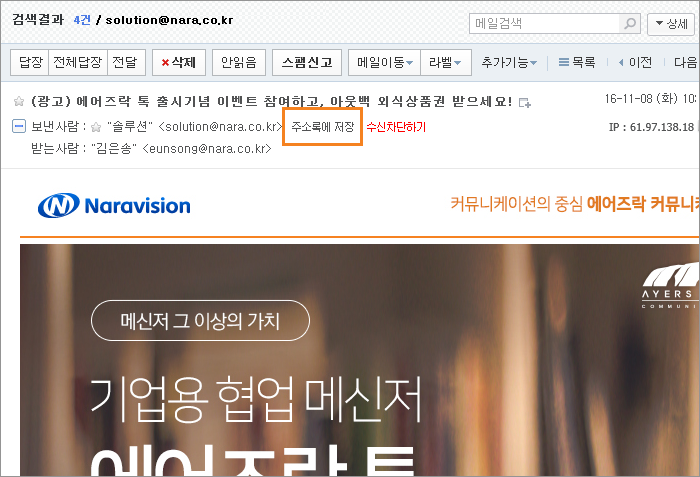 검색결과 4건 / solution@nara.co.kr 메일검색 상세
답장 전체답장 전달 ×삭제 안읽음 스팸신고 메일이동 라벨 추가기능 목록 이전 다음
(광고) 에어즈락 톡 출시기념 이벤트 참여하고, 아웃백 외식상품권 받으세요! 16-11-08 (화) 10:
보낸사람 : "솔루션" <solution@nara.co.kr> 주소록에 저장 수신차단하기 IP : 61.97.138.18
받는사람 : "김은송" <eunsong@nara.co.kr>
Naravision 커뮤니케이션의 중심 에어즈락 커뮤니
AYERS
COMMUNI
메신저 그 이상의 가치
기업용 협업 메신저
에어즈락 톡